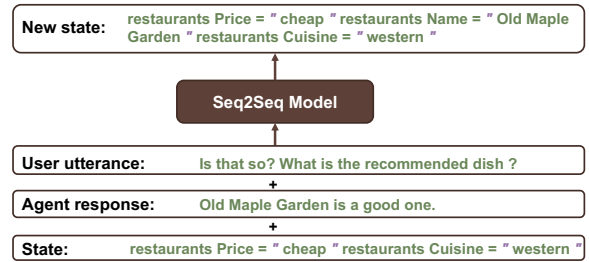 New state: restaurants Price = " cheap " restaurants Name = " Old Maple
Garden " restaurants Cuisine = " western "
Seq2Seq Model
User utterance: Is that so? What is the recommended dish ?
+
Agent response: Old Maple Garden is a good one.
+
State: restaurants Price = " cheap " restaurants Cuisine = " western "